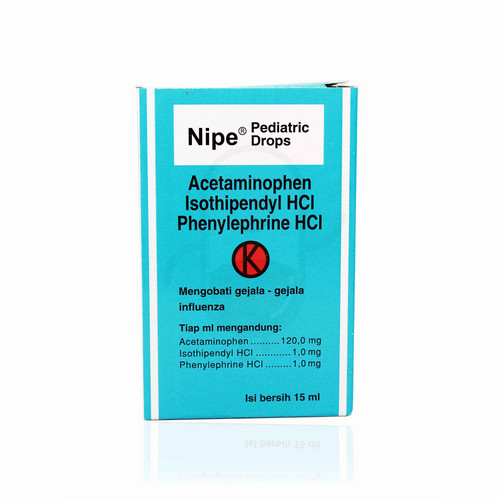 Nipe® Pediatric
Drops
Acetaminophen
Isothipendyl HCl
Phenylephrine HCl
K
Mengobati gejala - gejala
influenza
Tiap ml mengandung:
Acetaminophen ..........120,0 mg
Isothipendyl HCl ............1,0 mg
Phenylephrine HCl .........1,0 mg
Isi bersih 15 ml